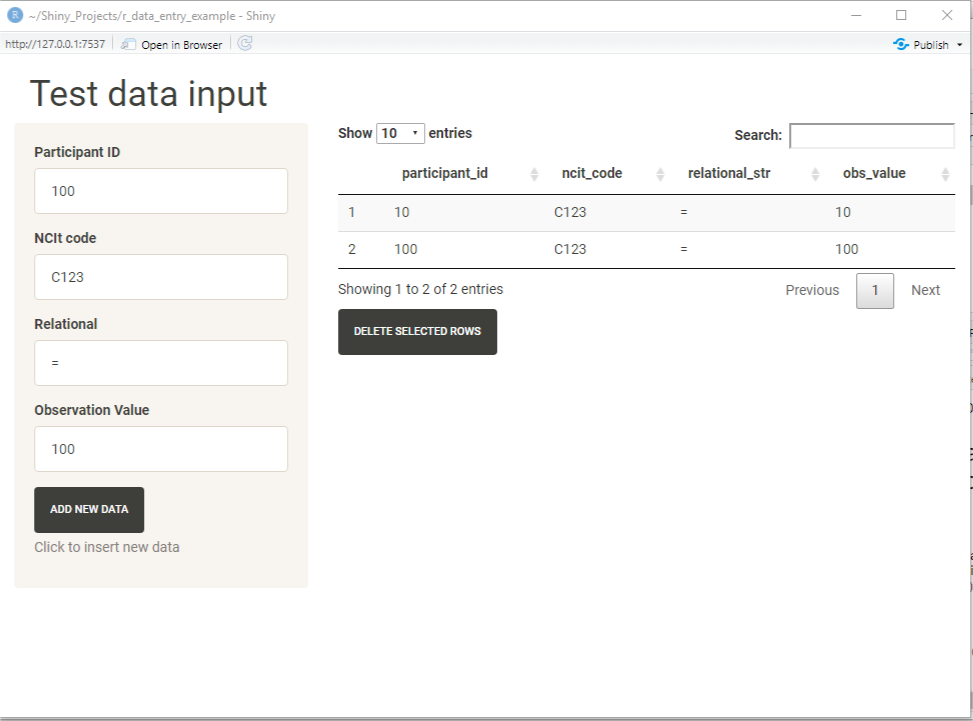 R ~/Shiny_Projects/r_data_entry_example - Shiny
http://127.0.0.1:7537 Open in Browser Publish
Test data input
Participant ID
100
NCIt code
C123
Relational
=
Observation Value
100
ADD NEW DATA
Click to insert new data
Show 10 entries Search:
participant_id ncit_code relational_str obs_value
1 10 C123 = 10
2 100 C123 = 100
Showing 1 to 2 of 2 entries Previous 1 Next
DELETE SELECTED ROWS